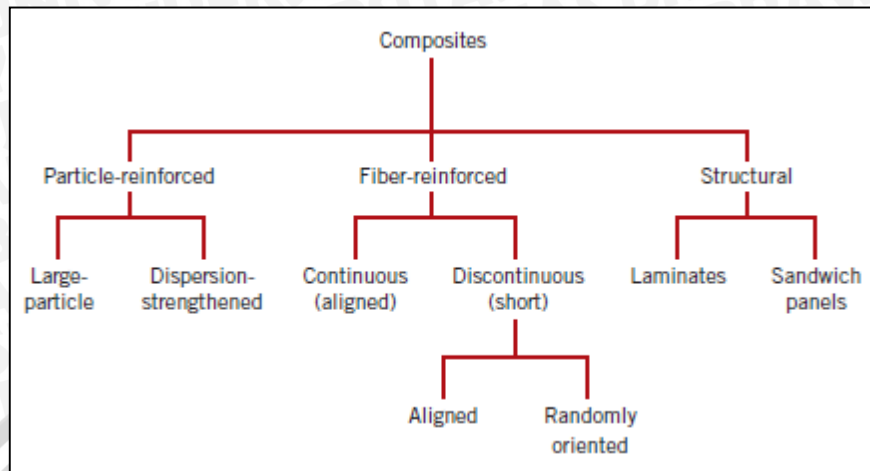 Composites
Particle-reinforced
Fiber-reinforced
Structural
Large-
particle
Dispersion-
strengthened
Continuous
(aligned)
Discontinuous
(short)
Laminates
Sandwich
panels
Aligned
Randomly
oriented